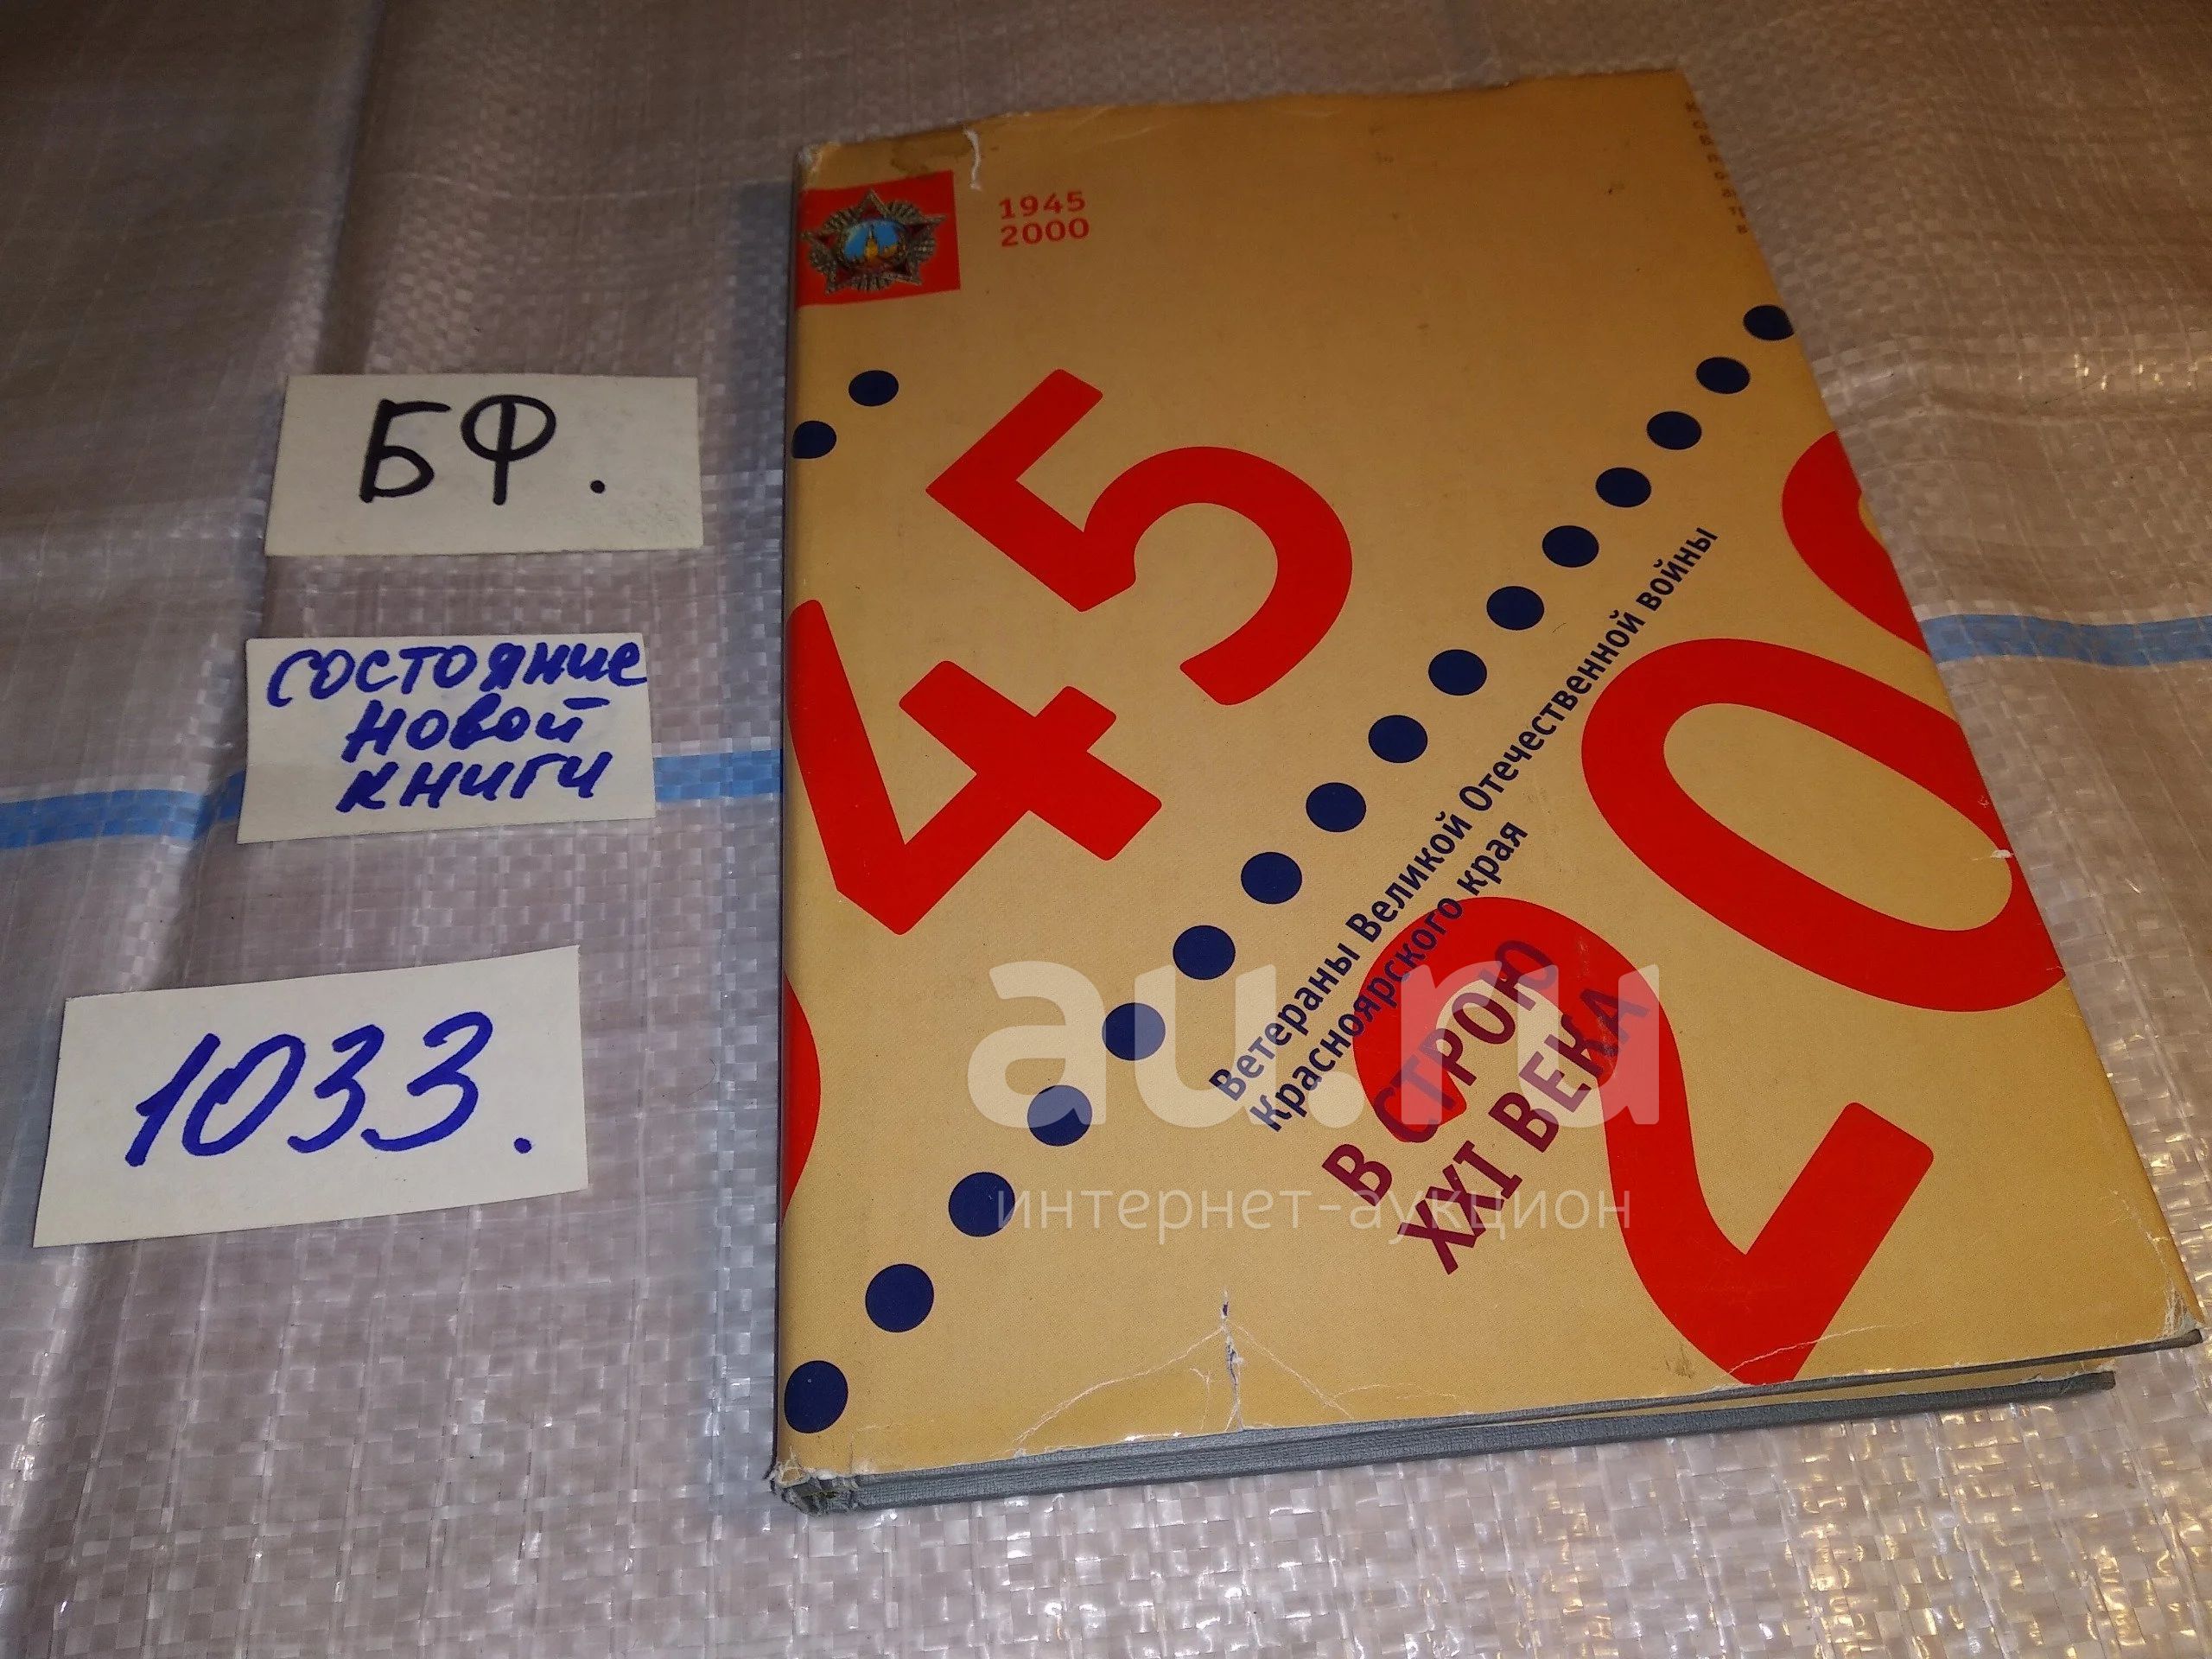 БФ.
состояние
новой
книги
1033.
1945
2000
45
200
Ветераны Великой Отечественной войны
Красноярского края
В СТРОЮ
XXI ВЕКА
au.ru
интернет-аукцион